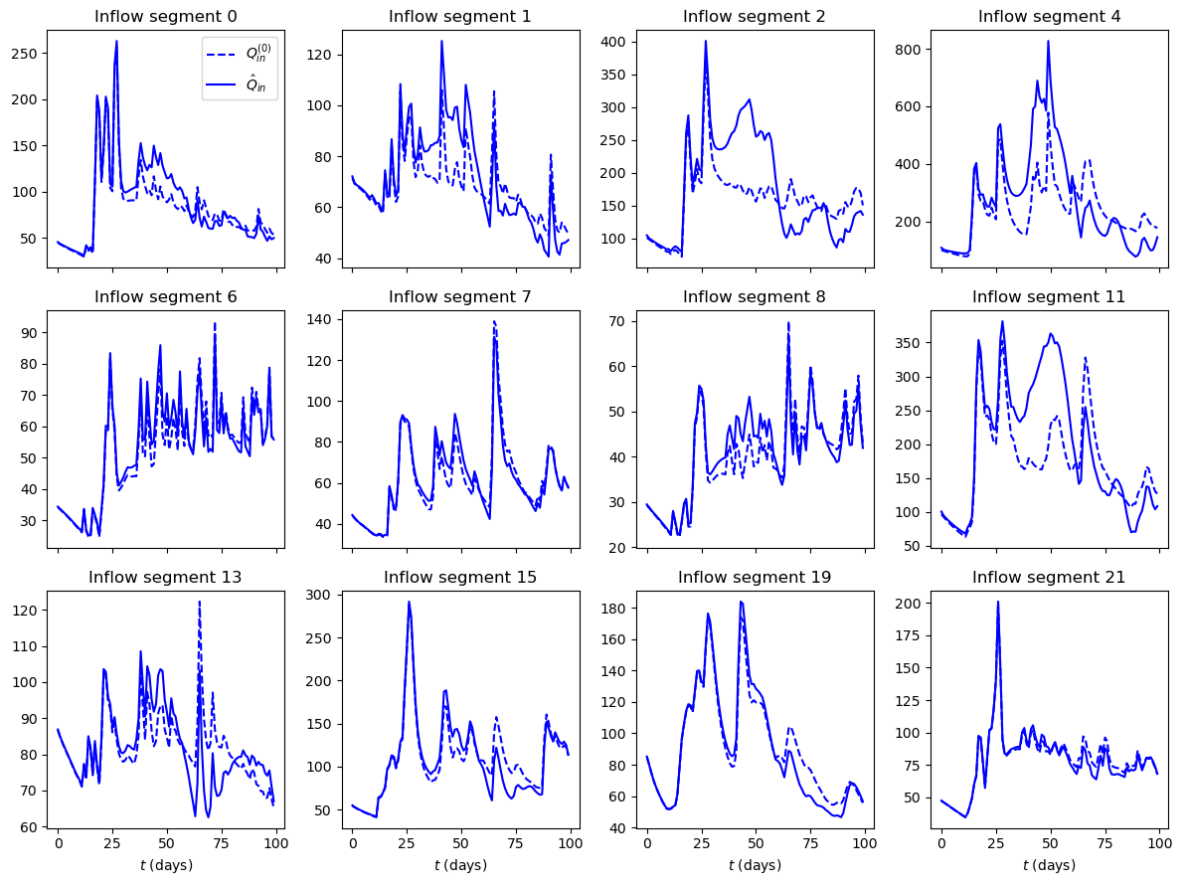 Inflow segment 0 Inflow segment 1 Inflow segment 2 Inflow segment 4
250 200 150 100 50
Q_in^(0)
Q̂_in
120 100 80 60 40
400 350 300 250 200 150 100
800 600 400 200
0 25 50 75 100 0 25 50 75 100 0 25 50 75 100 0 25 50 75 100
Inflow segment 6 Inflow segment 7 Inflow segment 8 Inflow segment 11
90 80 70 60 50 40 30
140 120 100 80 60 40
70 60 50 40 30 20
350 300 250 200 150 100 50
Inflow segment 13 Inflow segment 15 Inflow segment 19 Inflow segment 21
120 110 100 90 80 70 60
300 250 200 150 100 50
180 160 140 120 100 80 60 40
200 175 150 125 100 75 50
t (days) t (days) t (days) t (days)